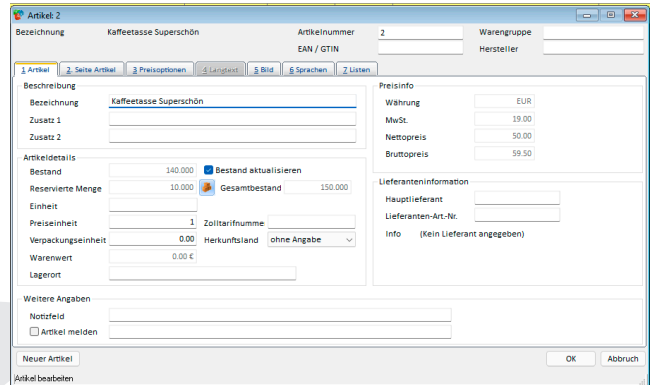 Artikel: 2
Bezeichnung Kaffeetasse Superschön Artikelnummer 2 Warengruppe
EAN / GTIN Hersteller
1 Artikel 2. Seite Artikel 3 Preisoptionen 4 Langtext 5 Bild 6 Sprachen 7 Listen
Beschreibung Preisinfo
Bezeichnung Kaffeetasse Superschön Währung EUR
Zusatz 1 MwSt. 19.00
Zusatz 2 Nettopreis 50.00
Bruttopreis 59.50
Artikeldetails
Bestand 140.000 Bestand aktualisieren
Reservierte Menge 10.000 Gesamtbestand 150.000 Lieferanteninformation
Einheit Hauptlieferant
Preiseinheit 1 Zolltarifnumme Lieferanten-Art.-Nr.
Verpackungseinheit 0.00 Herkunftsland ohne Angabe Info (Kein Lieferant angegeben)
Warenwert 0.00 €
Lagerort
Weitere Angaben
Notizfeld
Artikel melden
Neuer Artikel OK Abbruch
Artikel bearbeiten